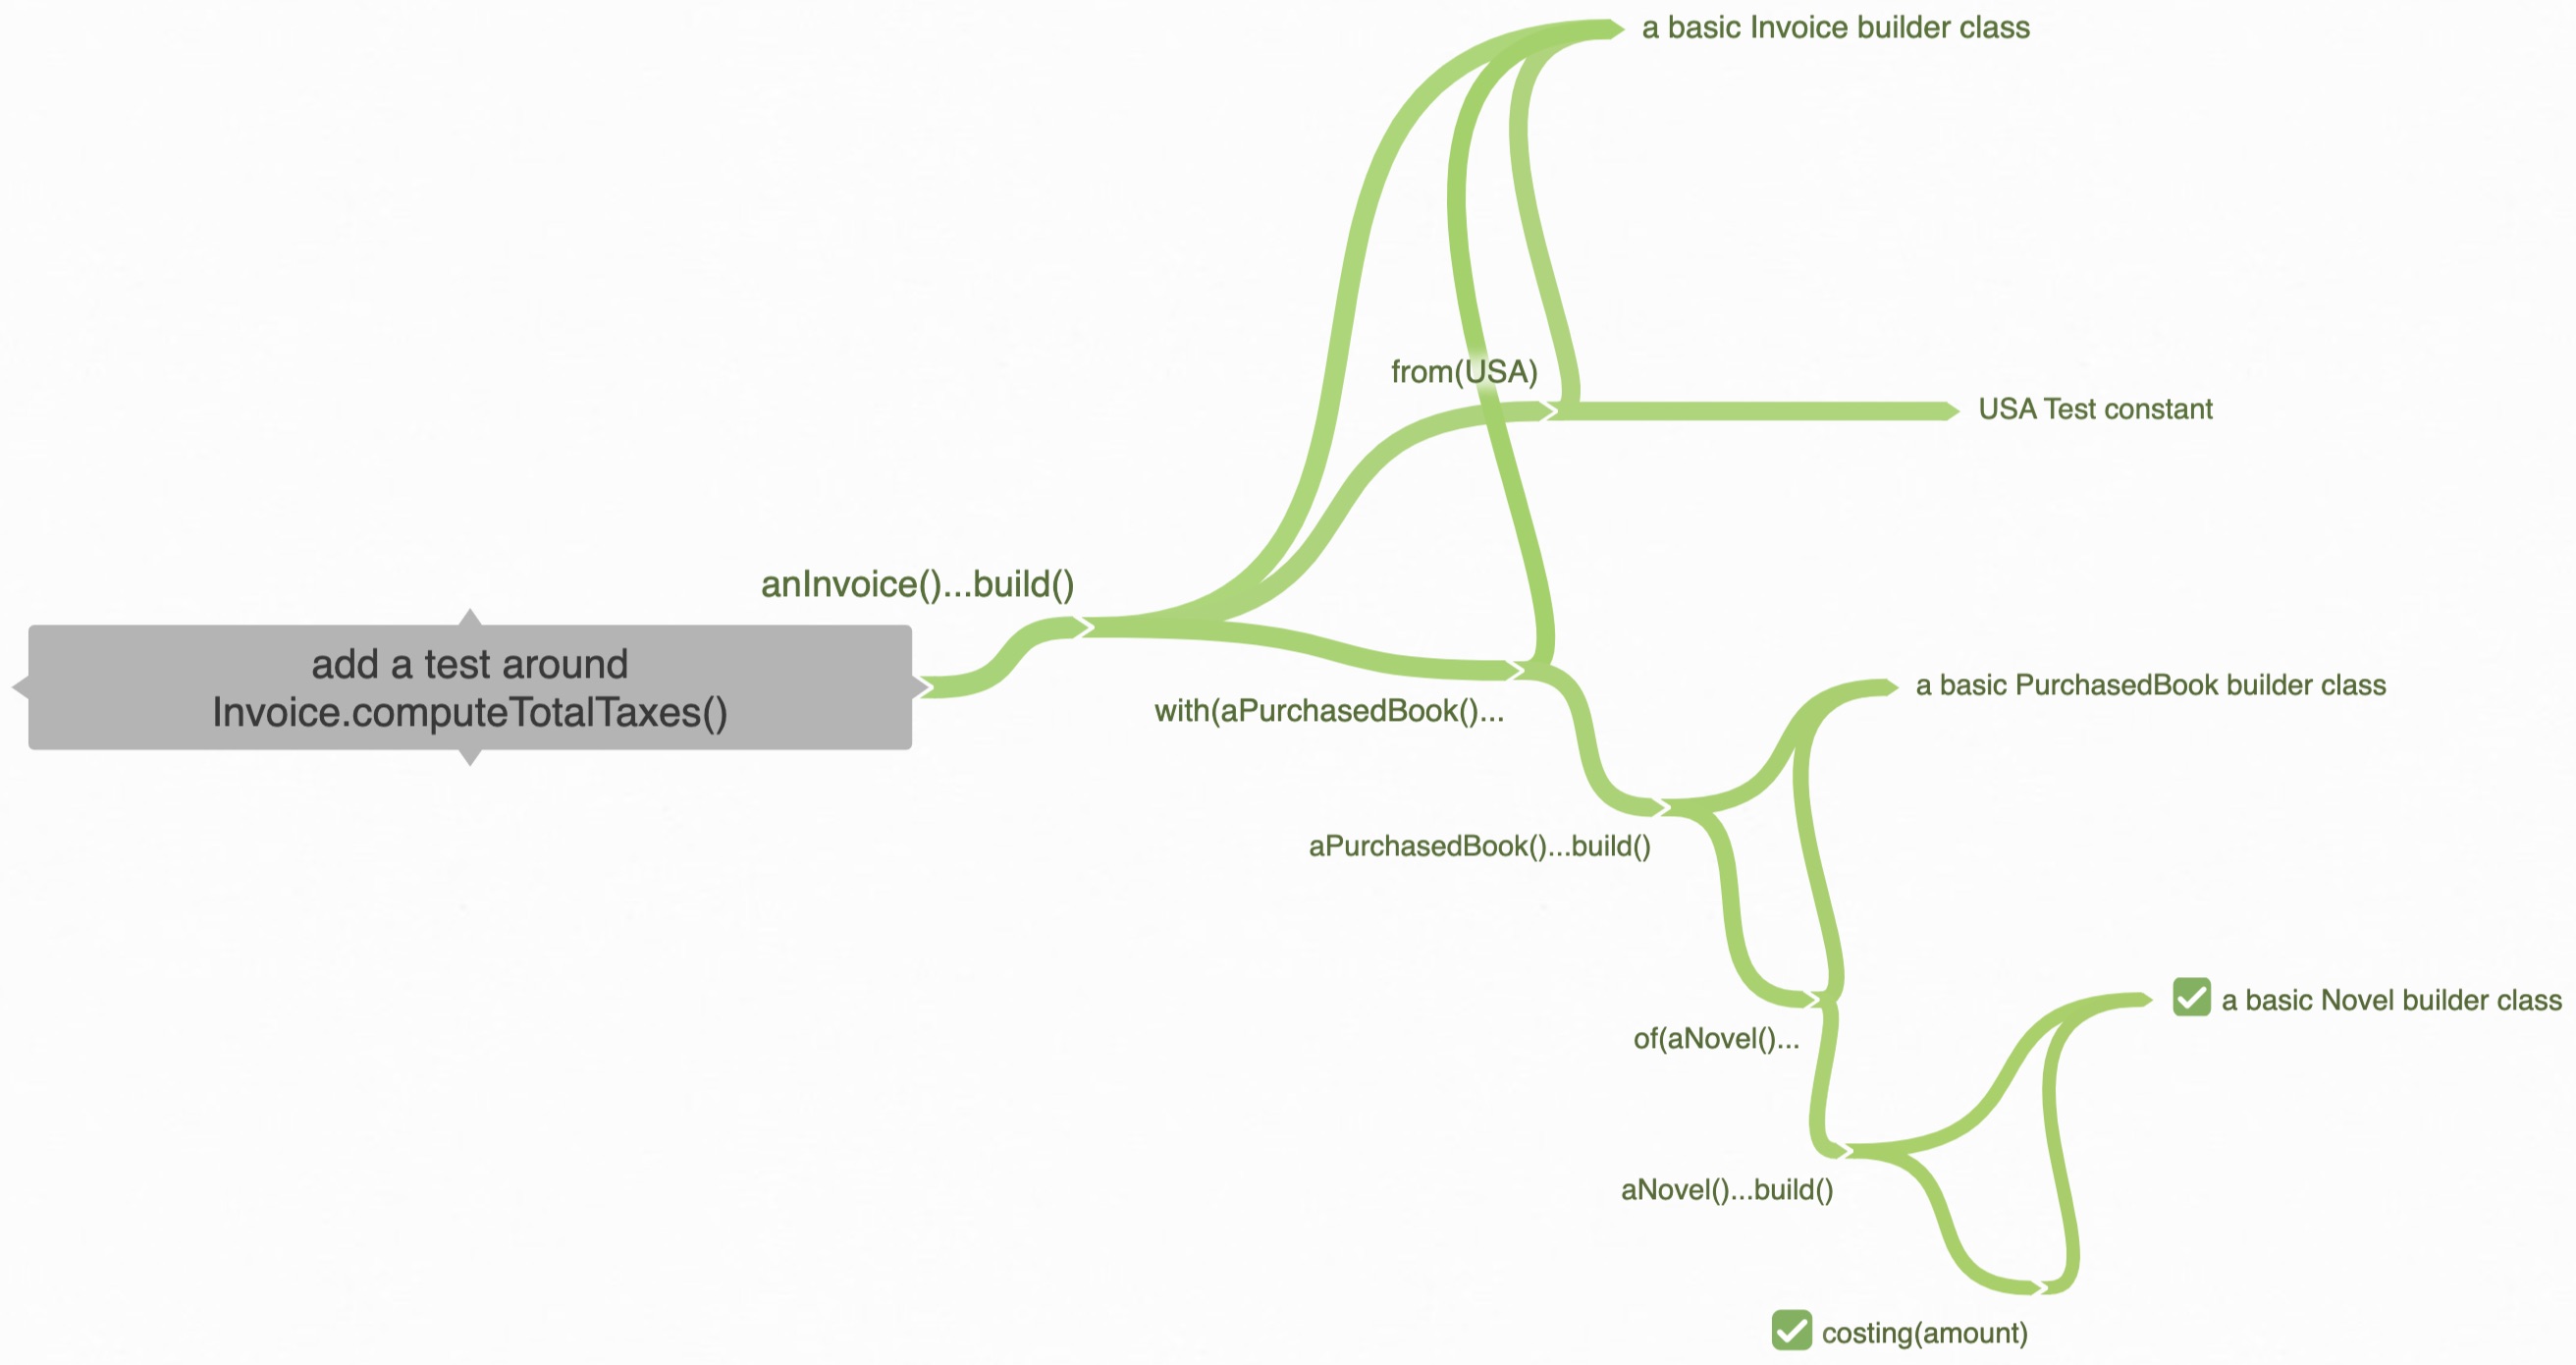 a basic Invoice builder class
from(USA)
USA Test constant
anInvoice()...build()
add a test around
Invoice.computeTotalTaxes()
with(aPurchasedBook()...
a basic PurchasedBook builder class
aPurchasedBook()...build()
✅ a basic Novel builder class
of(aNovel()...
aNovel()...build()
✅ costing(amount)